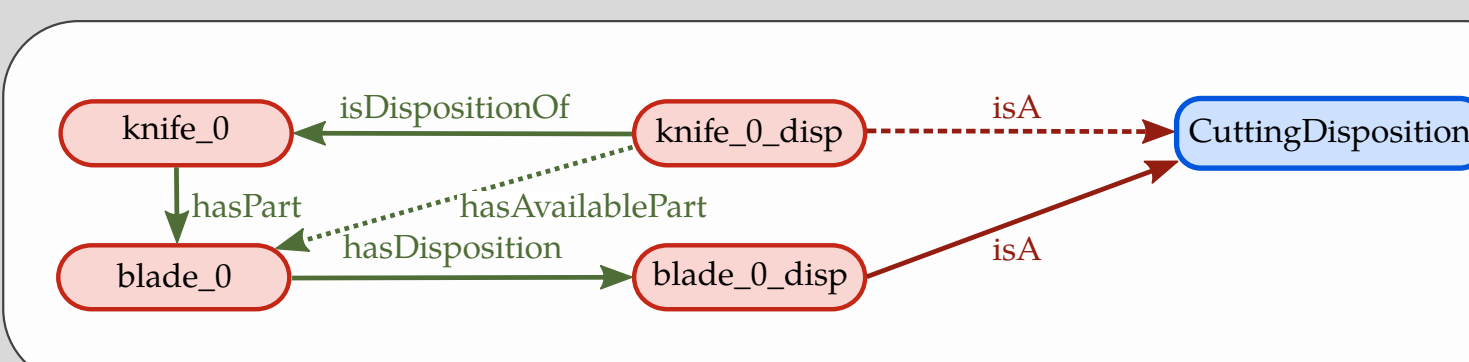 isDispositionOf
isA
knife_0
knife_0_disp
CuttingDisposition
hasPart
hasAvailablePart
hasDisposition
isA
blade_0
blade_0_disp